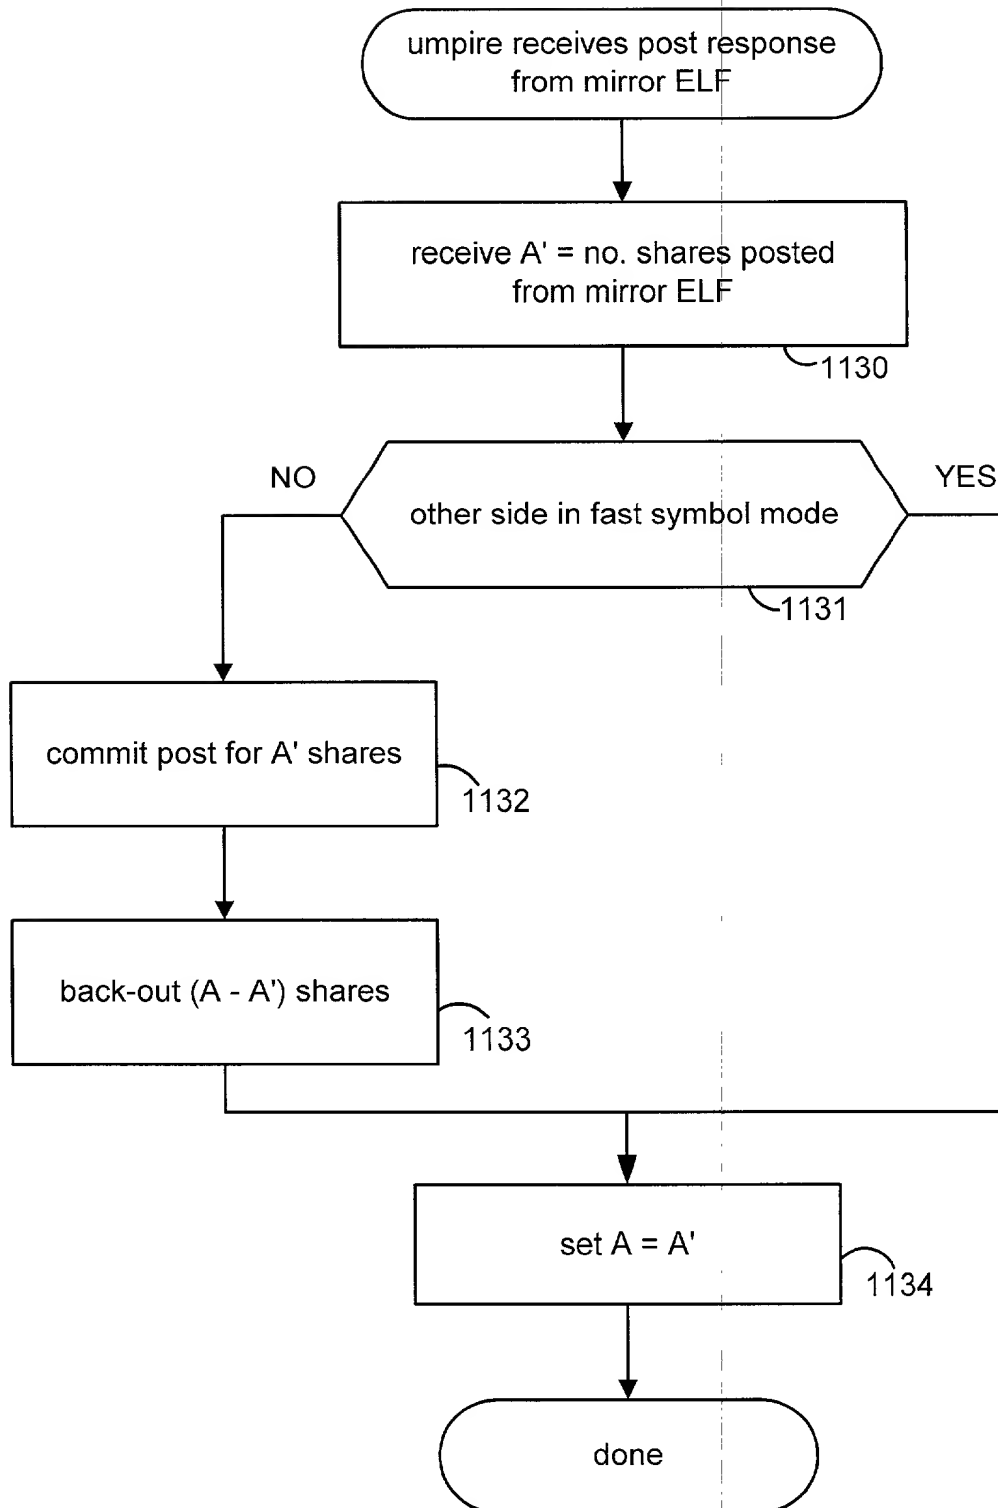 umpire receives post response
from mirror ELF
receive A' = no. shares posted
from mirror ELF
1130
NO
YES
other side in fast symbol mode
1131
commit post for A' shares
1132
back-out (A - A') shares
1133
set A = A'
1134
done